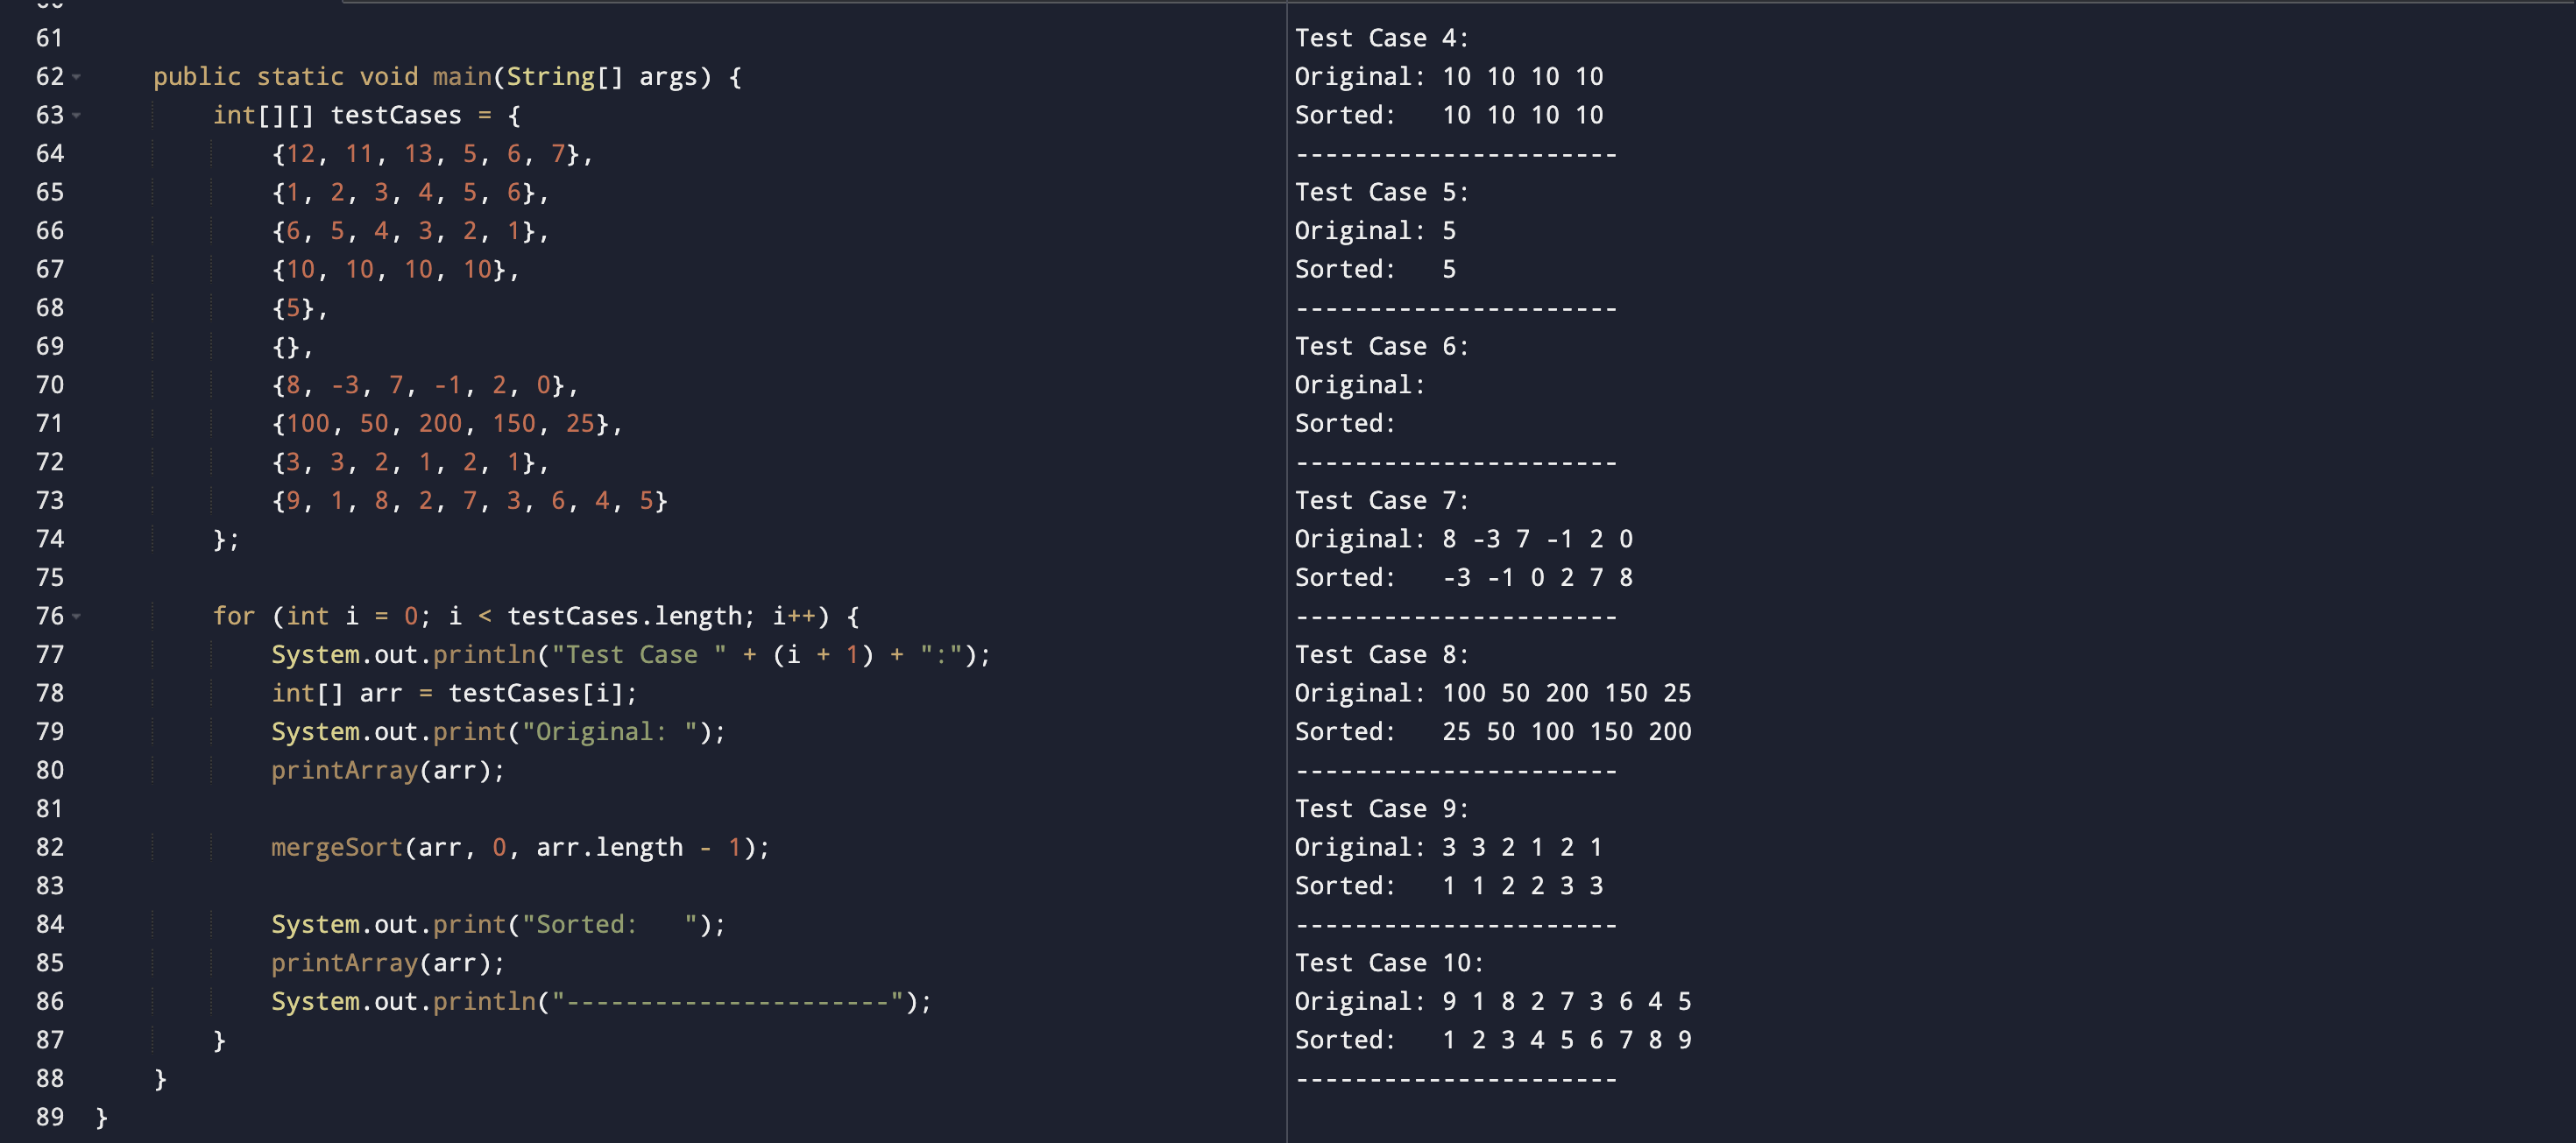 61
62     public static void main(String[] args) {
63         int[][] testCases = {
64             {12, 11, 13, 5, 6, 7},
65             {1, 2, 3, 4, 5, 6},
66             {6, 5, 4, 3, 2, 1},
67             {10, 10, 10, 10},
68             {5},
69             {},
70             {8, -3, 7, -1, 2, 0},
71             {100, 50, 200, 150, 25},
72             {3, 3, 2, 1, 2, 1},
73             {9, 1, 8, 2, 7, 3, 6, 4, 5}
74         };
75
76         for (int i = 0; i < testCases.length; i++) {
77             System.out.println("Test Case " + (i + 1) + ":");
78             int[] arr = testCases[i];
79             System.out.print("Original: ");
80             printArray(arr);
81
82             mergeSort(arr, 0, arr.length - 1);
83
84             System.out.print("Sorted:   ");
85             printArray(arr);
86             System.out.println("----------------------");
87         }
88     }
89 }
Test Case 4:
Original: 10 10 10 10
Sorted:   10 10 10 10
----------------------
Test Case 5:
Original: 5
Sorted:   5
----------------------
Test Case 6:
Original:
Sorted:
----------------------
Test Case 7:
Original: 8 -3 7 -1 2 0
Sorted:   -3 -1 0 2 7 8
----------------------
Test Case 8:
Original: 100 50 200 150 25
Sorted:   25 50 100 150 200
----------------------
Test Case 9:
Original: 3 3 2 1 2 1
Sorted:   1 1 2 2 3 3
----------------------
Test Case 10:
Original: 9 1 8 2 7 3 6 4 5
Sorted:   1 2 3 4 5 6 7 8 9
----------------------